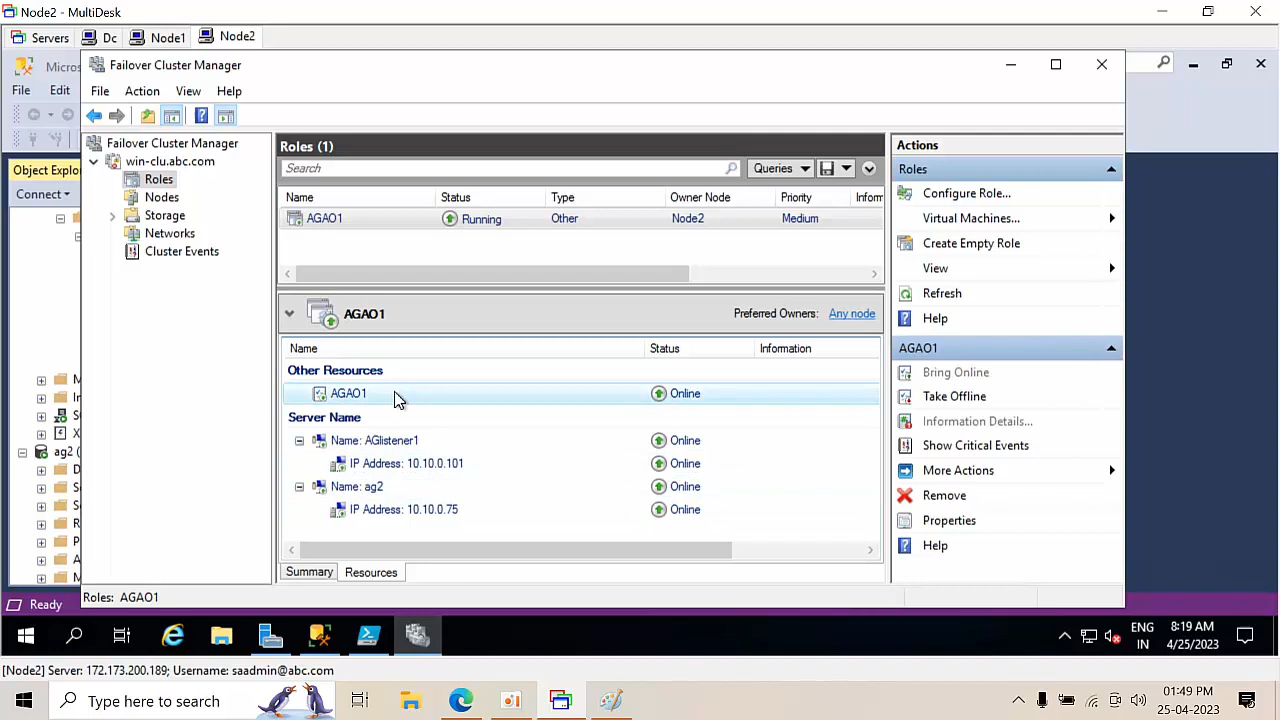 Node2 - MultiDesk
Servers Dc Node1 Node2
Micros
Failover Cluster Manager
File Edit
File Action View Help
Object Explo
Connect
Failover Cluster Manager
win-clu.abc.com
Roles
Nodes
Storage
Networks
Cluster Events
Roles (1)
Search
Queries
Name Status Type Owner Node Priority Inform
AGAO1 Running Other Node2 Medium
AGAO1
Preferred Owners: Any node
Name Status Information
Other Resources
AGAO1 Online
Server Name
Name: AGlistener1 Online
IP Address: 10.10.0.101 Online
Name: ag2 Online
IP Address: 10.10.0.75 Online
Summary Resources
Actions
Roles
Configure Role...
Virtual Machines...
Create Empty Role
View
Refresh
Help
AGAO1
Bring Online
Take Offline
Information Details...
Show Critical Events
More Actions
Remove
Properties
Help
M
In
S
X
ag2 (
D
S
S
R
P
A
M
Roles: AGAO1
Ready
ENG
IN
8:19 AM
4/25/2023
[Node2] Server: 172.173.200.189; Username: saadmin@abc.com
Type here to search
01:49 PM
25-04-2023